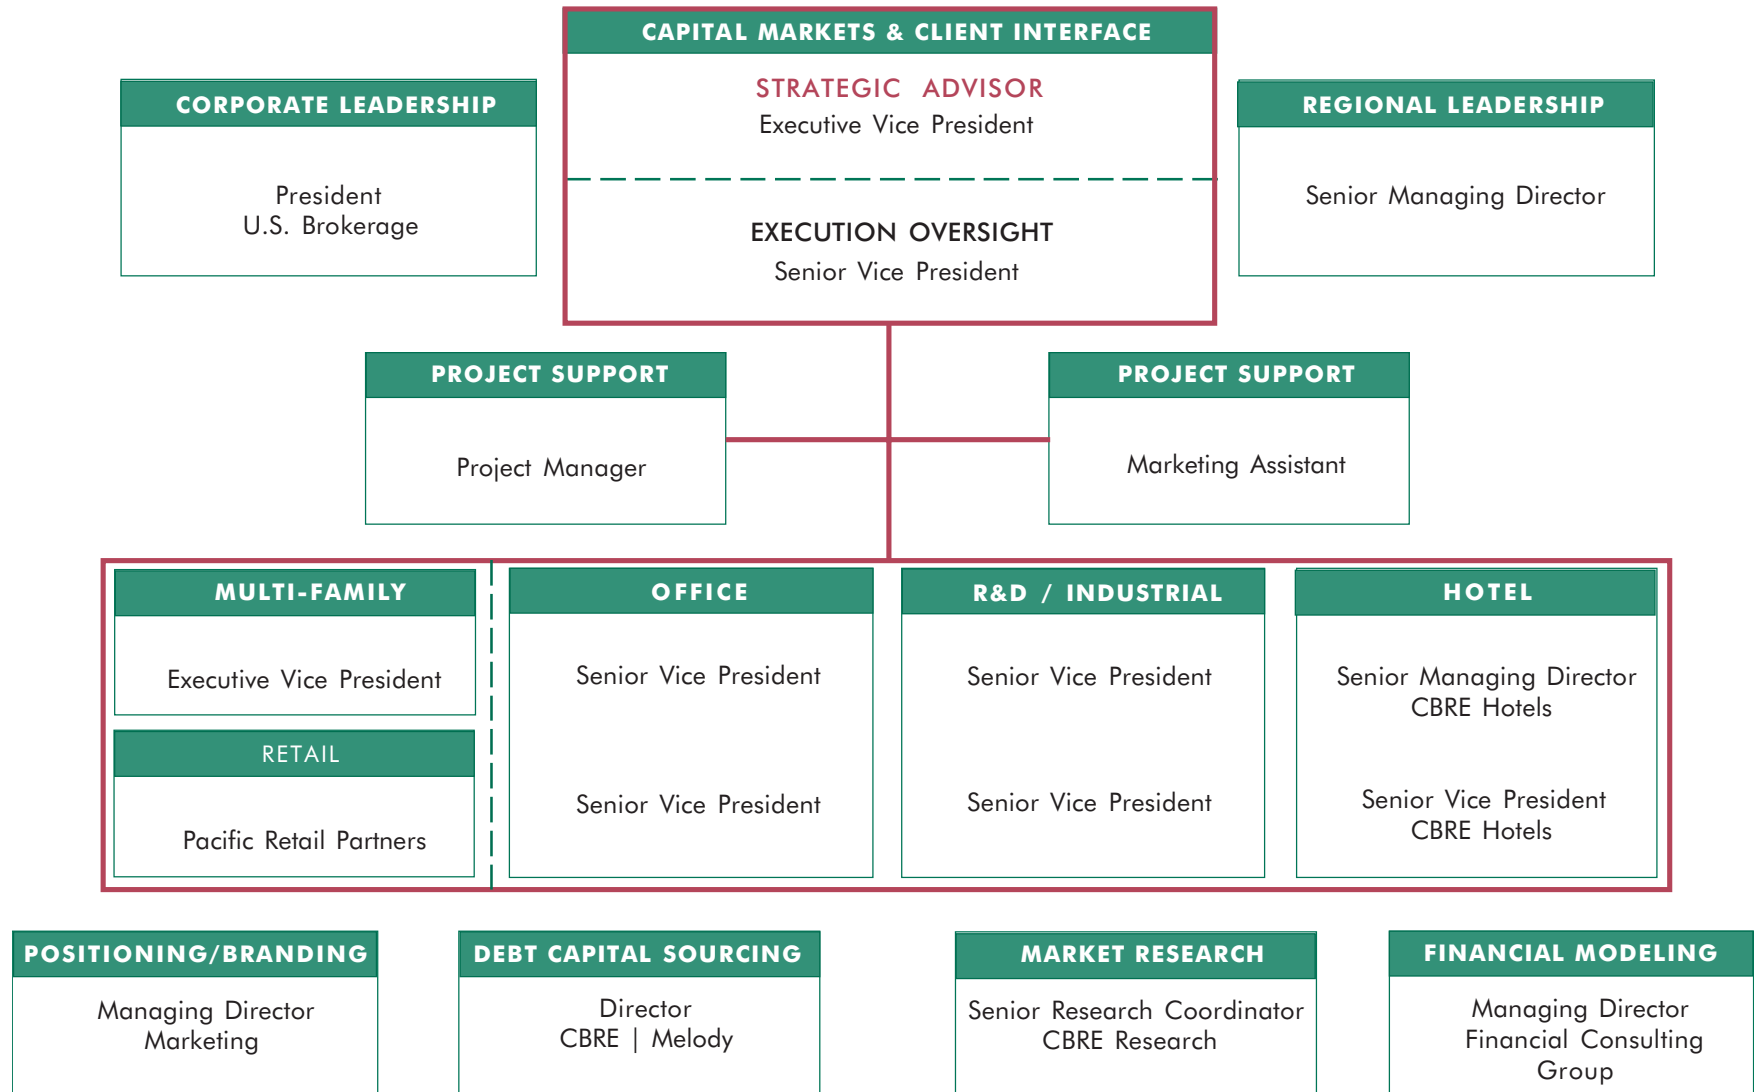 CAPITAL MARKETS & CLIENT INTERFACE
STRATEGIC ADVISOR
Executive Vice President
EXECUTION OVERSIGHT
Senior Vice President
CORPORATE LEADERSHIP
President
U.S. Brokerage
REGIONAL LEADERSHIP
Senior Managing Director
PROJECT SUPPORT
Project Manager
PROJECT SUPPORT
Marketing Assistant
MULTI-FAMILY
Executive Vice President
RETAIL
Pacific Retail Partners
OFFICE
Senior Vice President
Senior Vice President
R&D / INDUSTRIAL
Senior Vice President
Senior Vice President
HOTEL
Senior Managing Director
CBRE Hotels
Senior Vice President
CBRE Hotels
POSITIONING/BRANDING
Managing Director
Marketing
DEBT CAPITAL SOURCING
Director
CBRE | Melody
MARKET RESEARCH
Senior Research Coordinator
CBRE Research
FINANCIAL MODELING
Managing Director
Financial Consulting
Group